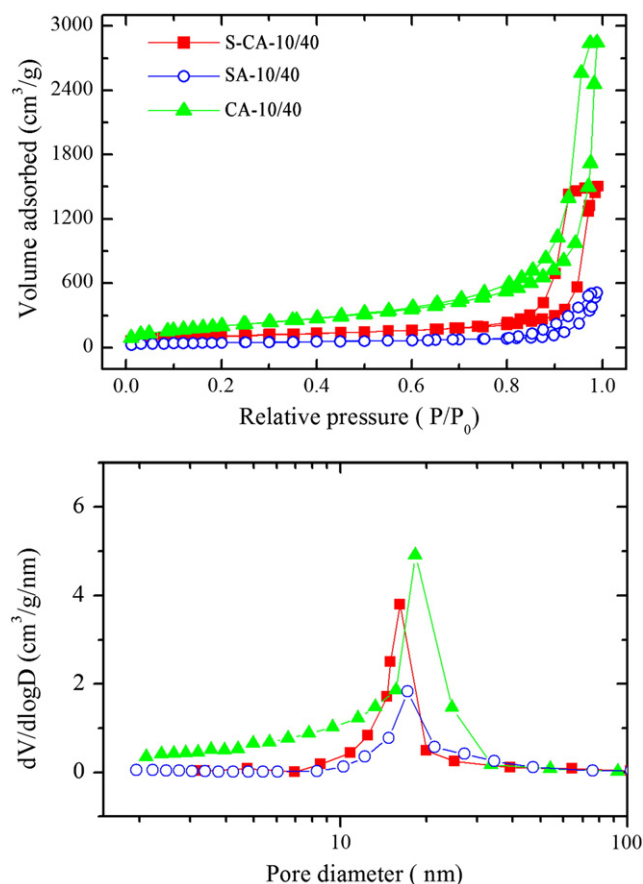 3000
2400
1800
1200
600
0
Volume adsorbed (cm³/g)
S-CA-10/40
SA-10/40
CA-10/40
0.0 0.2 0.4 0.6 0.8 1.0
Relative pressure ( P/P₀)
6
4
2
0
dV/dlogD (cm³/g/nm)
10 100
Pore diameter ( nm)